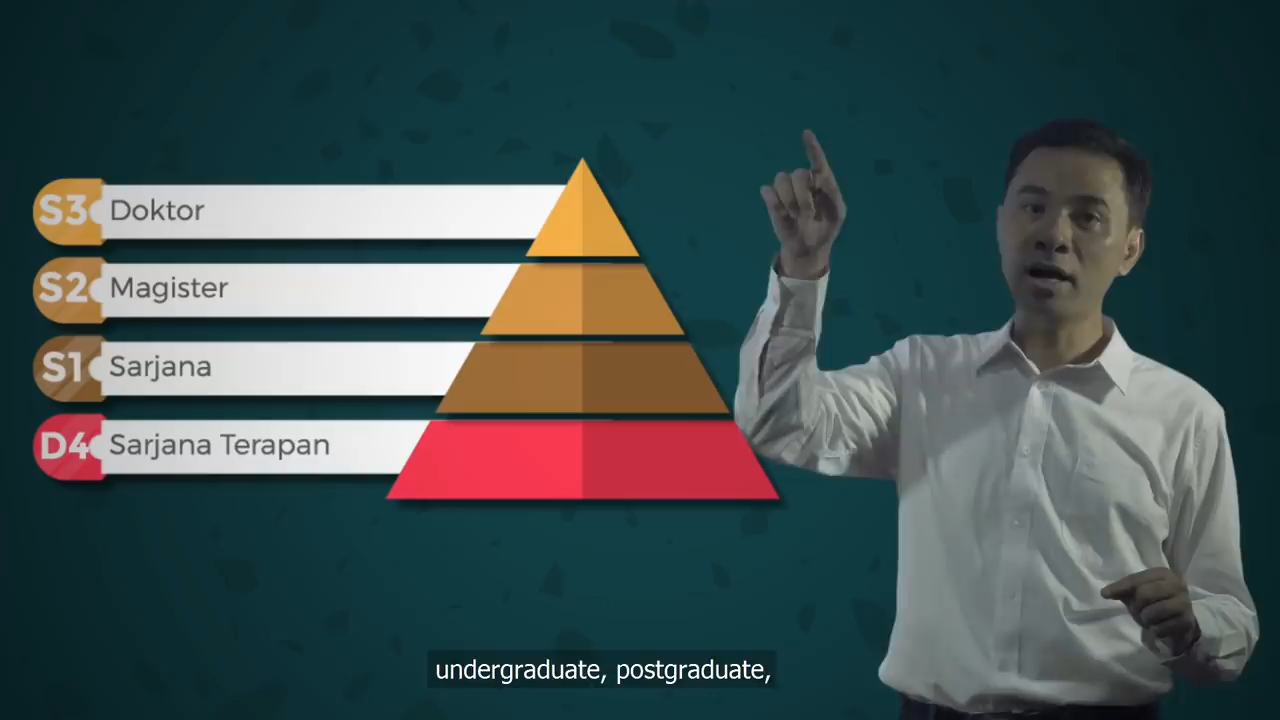 S3 Doktor
S2 Magister
S1 Sarjana
D4 Sarjana Terapan
undergraduate, postgraduate,